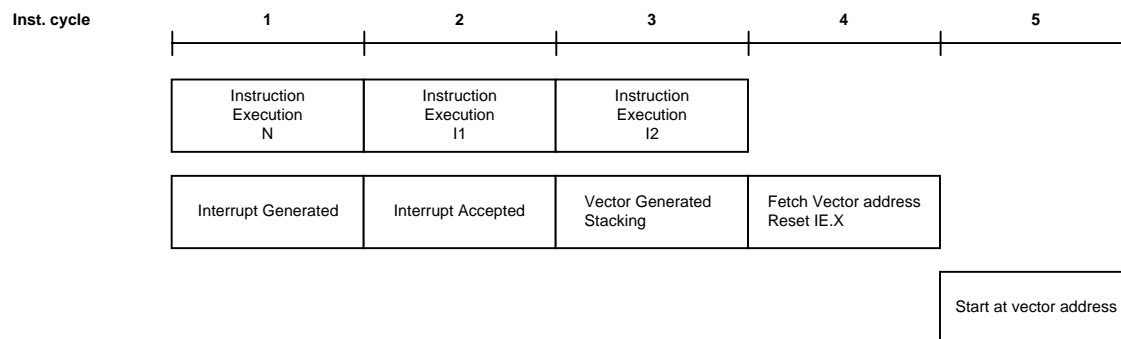 Inst. cycle 1 2 3 4 5
Instruction
Execution
N
Instruction
Execution
I1
Instruction
Execution
I2
Interrupt Generated
Interrupt Accepted
Vector Generated
Stacking
Fetch Vector address
Reset IE.X
Start at vector address